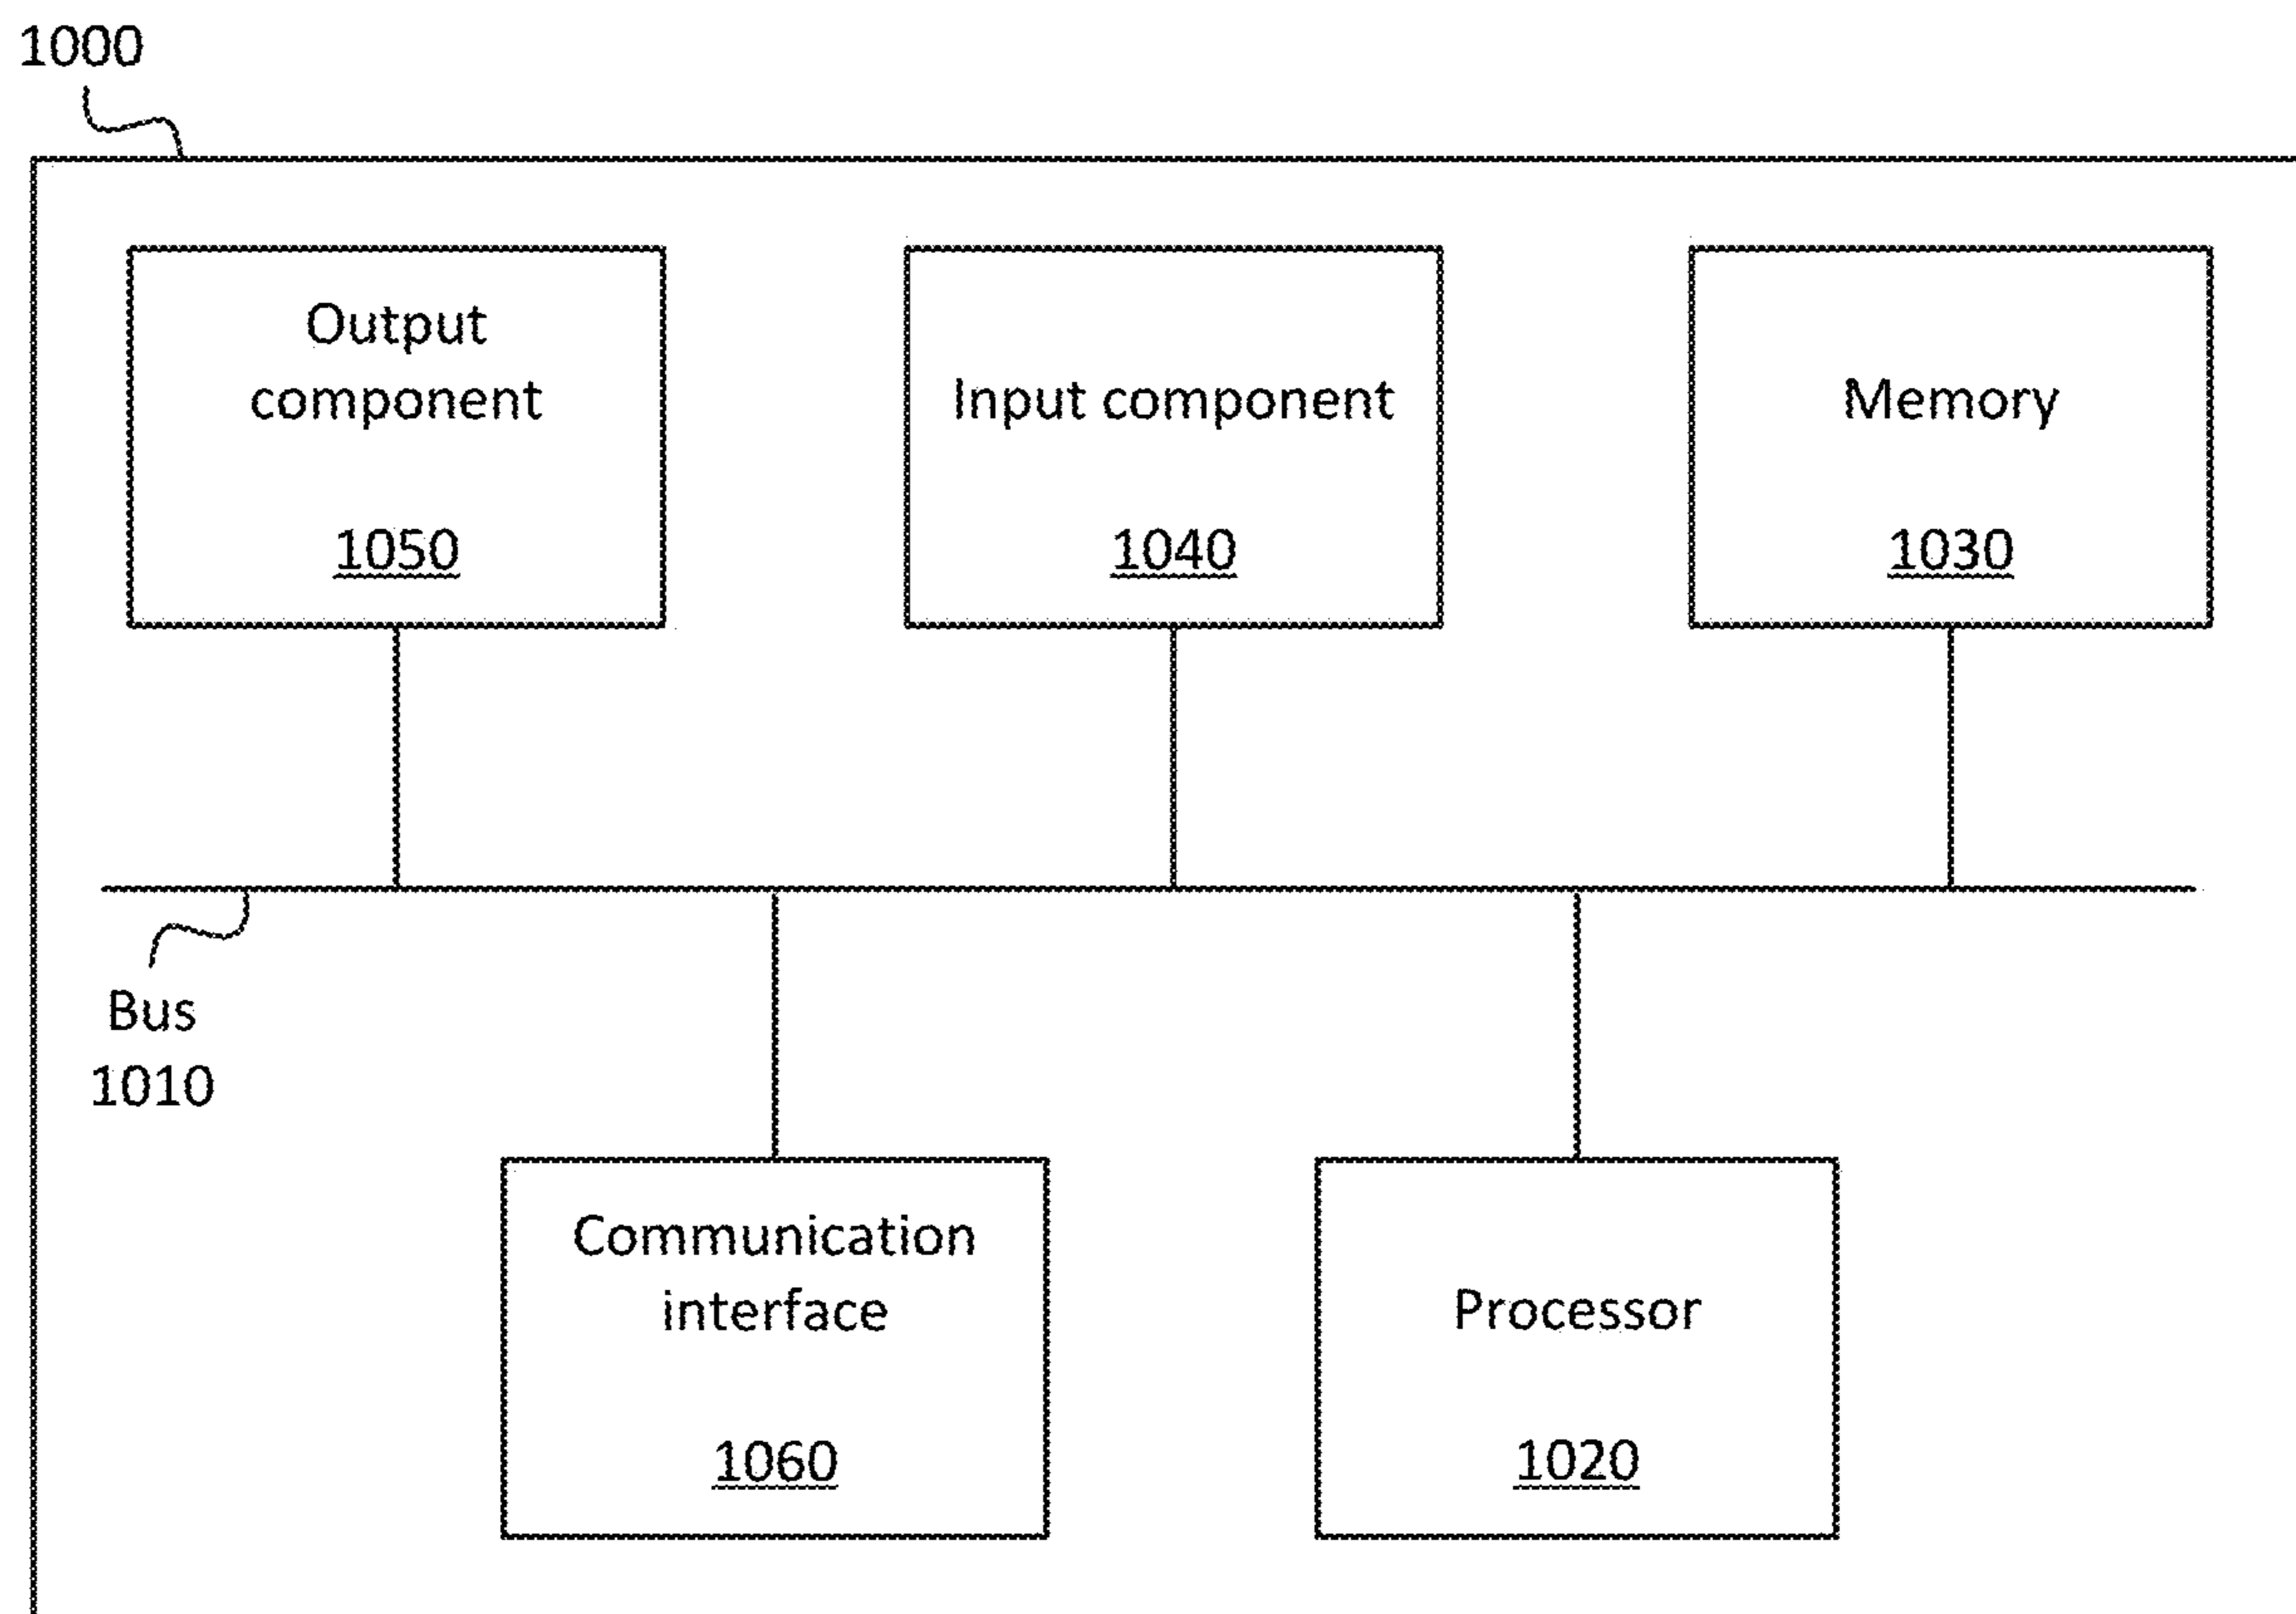 1000
Output
component
1050
Input component
1040
Memory
1030
Bus
1010
Communication
interface
1060
Processor
1020